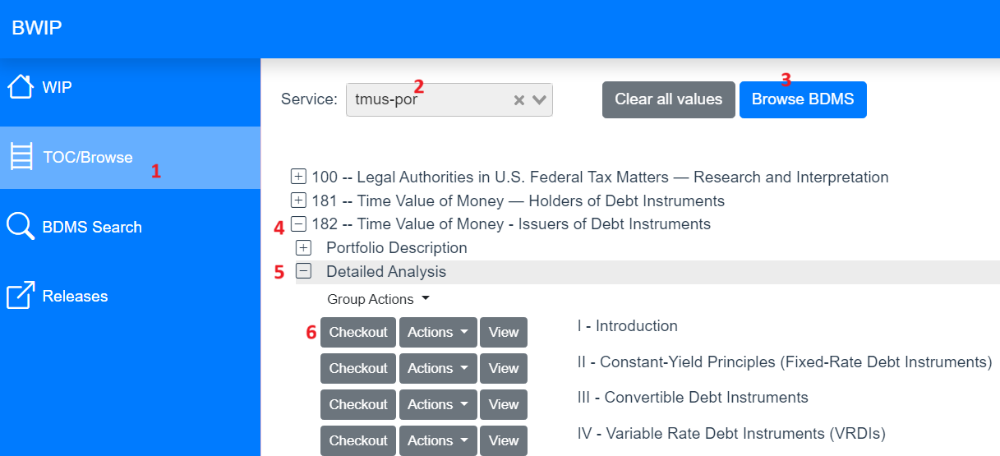 BWIP
WIP
TOC/Browse
1
BDMS Search
Releases
Service: tmus-por 2
Clear all values
Browse BDMS
3
100 -- Legal Authorities in U.S. Federal Tax Matters — Research and Interpretation
181 -- Time Value of Money — Holders of Debt Instruments
4 182 -- Time Value of Money - Issuers of Debt Instruments
Portfolio Description
5 Detailed Analysis
Group Actions
6 Checkout Actions View I - Introduction
Checkout Actions View II - Constant-Yield Principles (Fixed-Rate Debt Instruments)
Checkout Actions View III - Convertible Debt Instruments
Checkout Actions View IV - Variable Rate Debt Instruments (VRDIs)